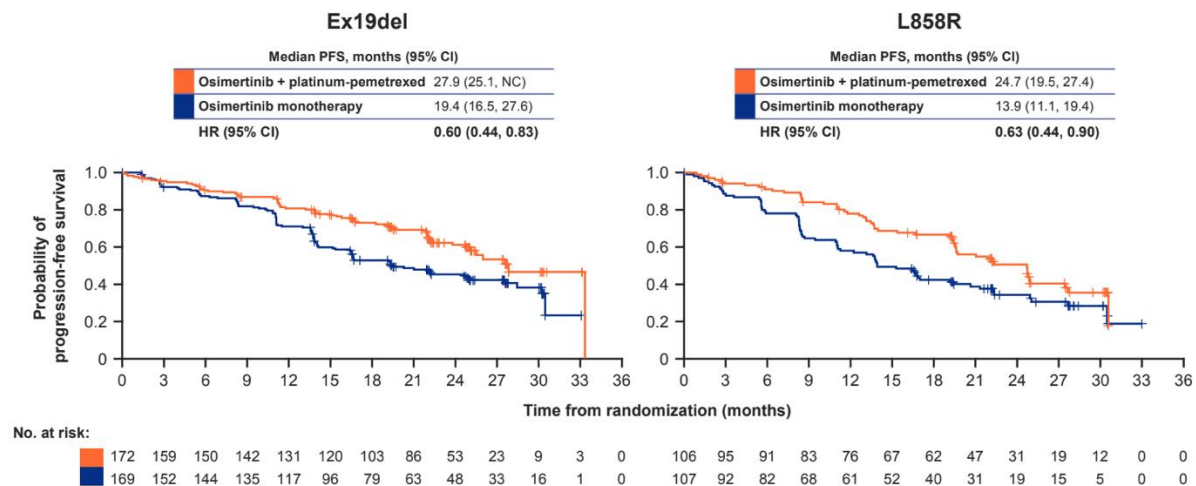 Ex19del
Median PFS, months (95% CI)
Osimertinib + platinum-pemetrexed 27.9 (25.1, NC)
Osimertinib monotherapy 19.4 (16.5, 27.6)
HR (95% CI) 0.60 (0.44, 0.83)
L858R
Median PFS, months (95% CI)
Osimertinib + platinum-pemetrexed 24.7 (19.5, 27.4)
Osimertinib monotherapy 13.9 (11.1, 19.4)
HR (95% CI) 0.63 (0.44, 0.90)
Probability of
progression-free survival
1.0
0.8
0.6
0.4
0.2
0
0 3 6 9 12 15 18 21 24 27 30 33 36
1.0
0.8
0.6
0.4
0.2
0
0 3 6 9 12 15 18 21 24 27 30 33 36
Time from randomization (months)
No. at risk:
172 159 150 142 131 120 103 86 53 23 9 3 0
169 152 144 135 117 96 79 63 48 33 16 1 0
106 95 91 83 76 67 62 47 31 19 12 0 0
107 92 82 68 61 52 40 31 19 15 5 0 0